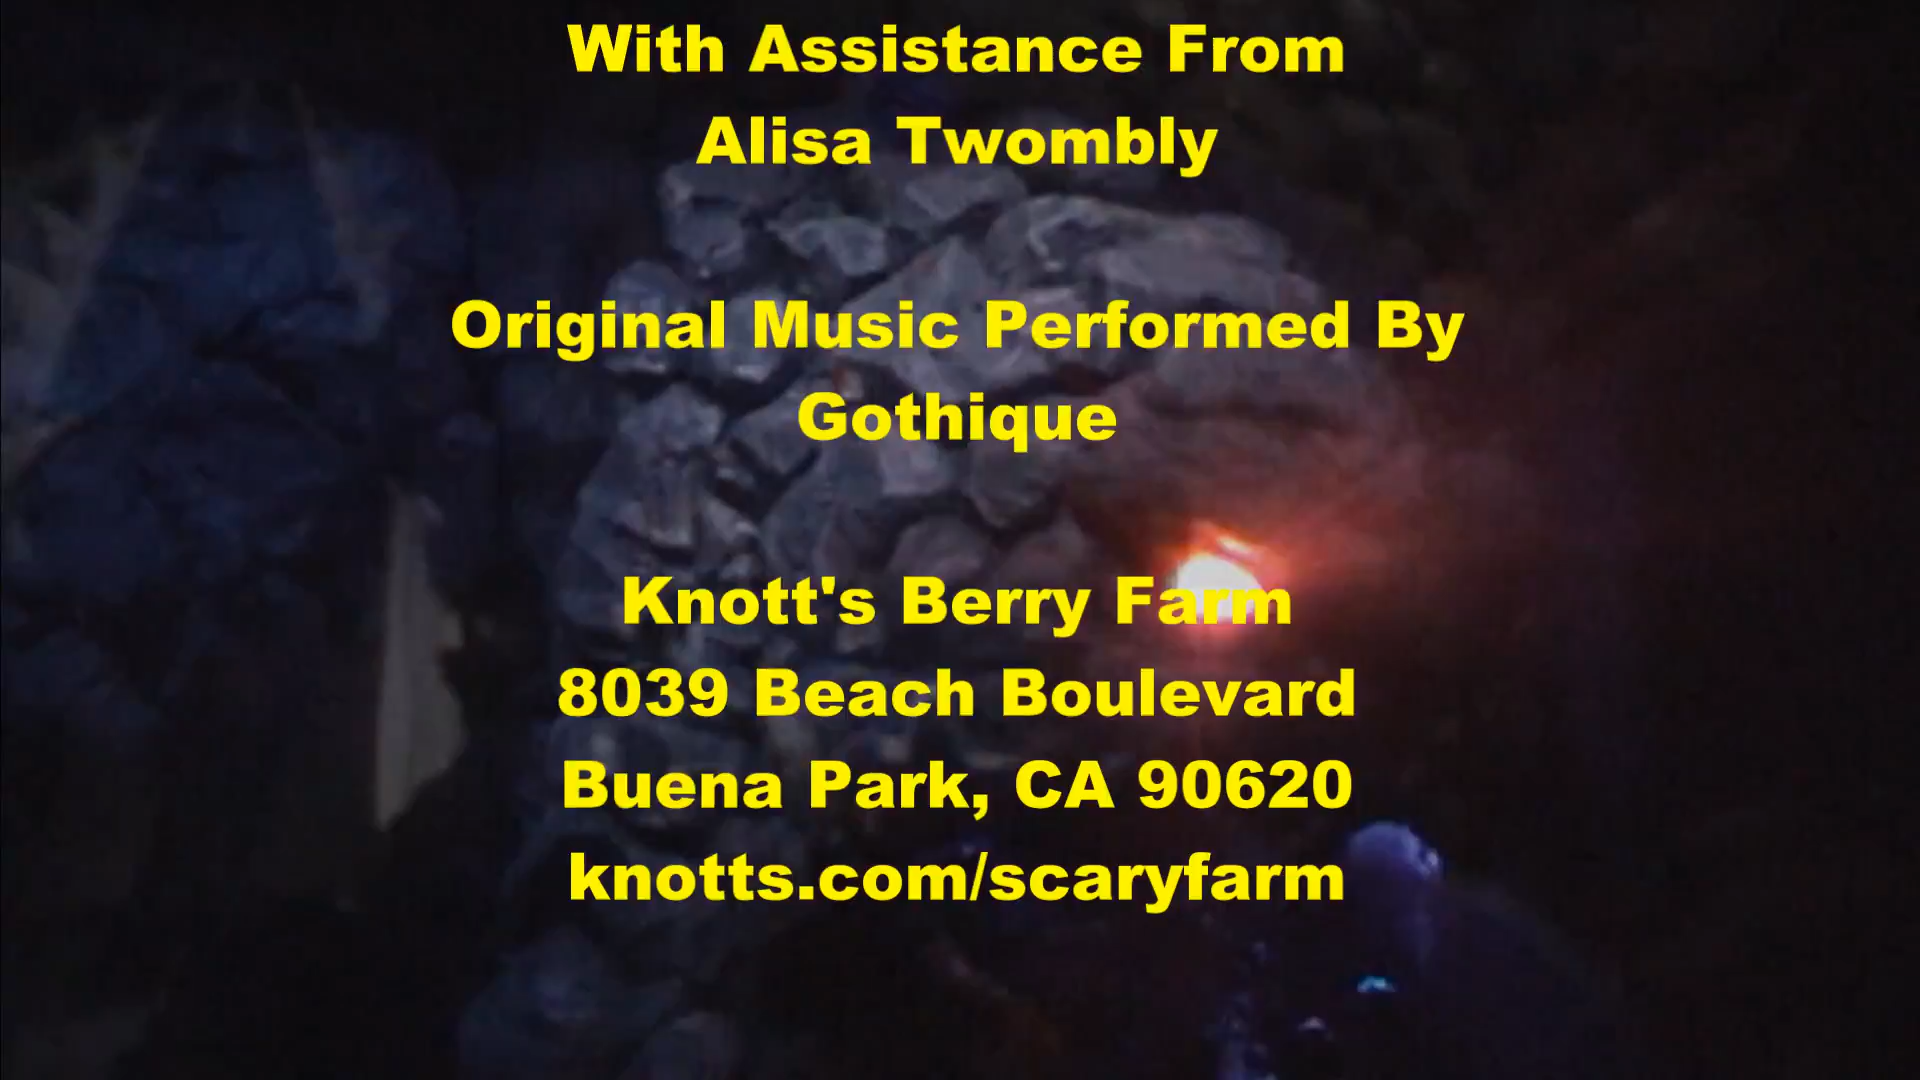 With Assistance From
Alisa Twombly
Original Music Performed By
Gothique
Knott's Berry Farm
8039 Beach Boulevard
Buena Park, CA 90620
knotts.com/scaryfarm